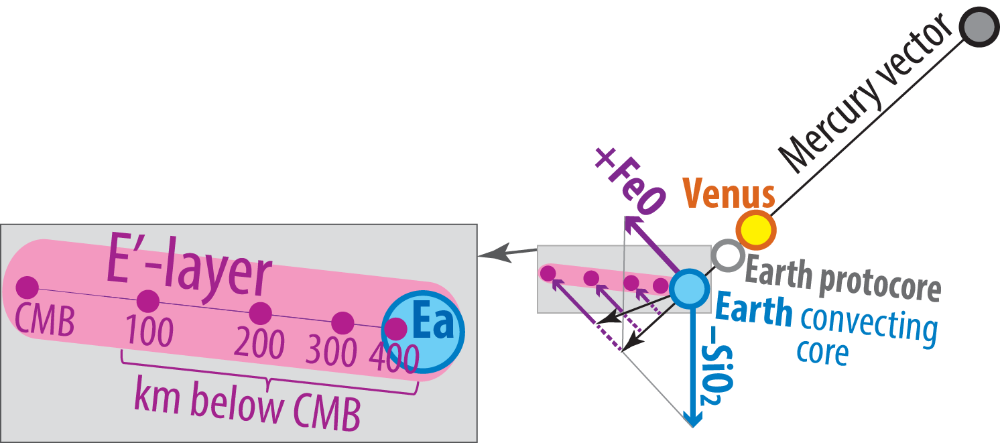 E′-layer
CMB
100
200
300
400
Ea
km below CMB
+FeO
Venus
Mercury vector
Earth protocore
Earth convecting
core
–SiO₂